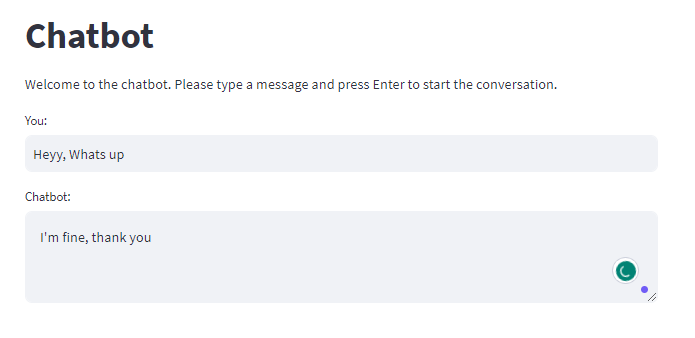 Chatbot
Welcome to the chatbot. Please type a message and press Enter to start the conversation.
You:
Heyy, Whats up
Chatbot:
I'm fine, thank you